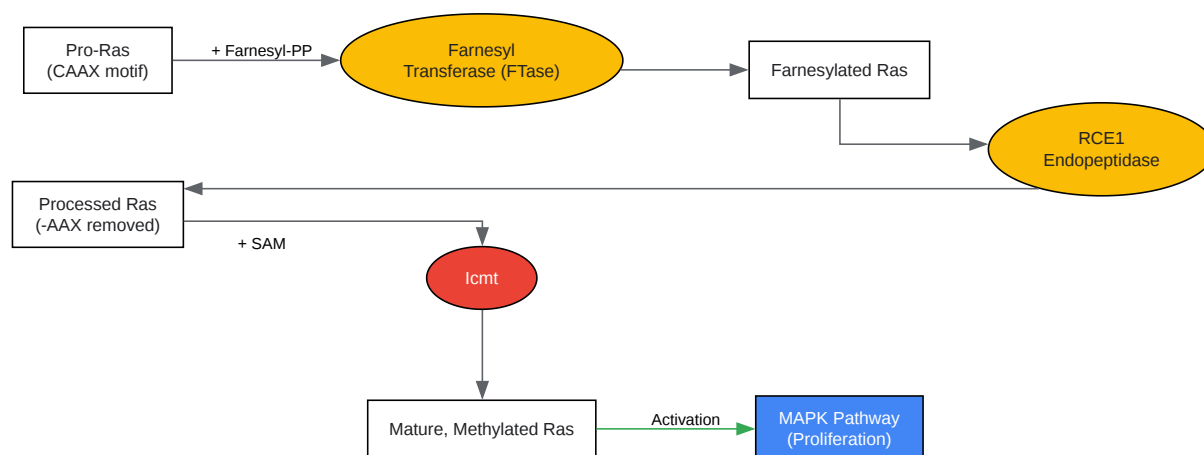 Pro-Ras
(CAAX motif)
+ Farnesyl-PP
Farnesyl
Transferase (FTase)
Farnesylated Ras
RCE1
Endopeptidase
Processed Ras
(-AAX removed)
+ SAM
Icmt
Mature, Methylated Ras
Activation
MAPK Pathway
(Proliferation)